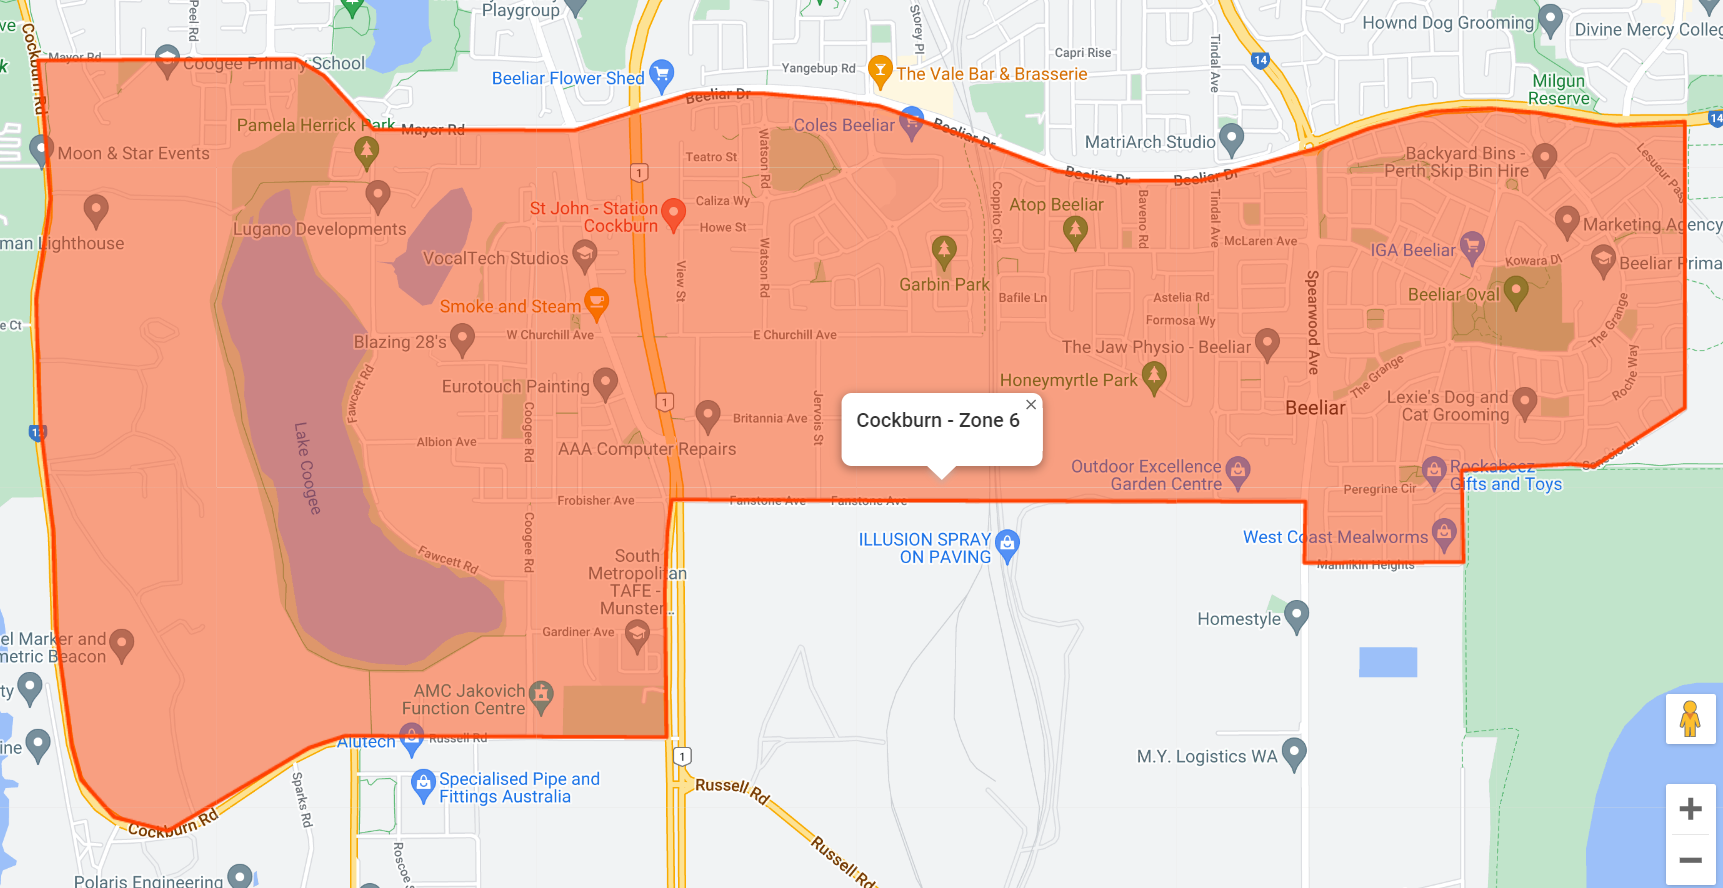 Playgroup
Peel Rd
Storey Pl
Hownd Dog Grooming
Divine Mercy Colleg
Cockburn Rd
Mayor Rd
Coogee Primary School
Capri Rise
Tindal Ave
14
Yangebup Rd
The Vale Bar & Brasserie
Beeliar Flower Shed
Milgun
Reserve
14
Beeliar Dr
Pamela Herrick Park
Mayor Rd
Coles Beeliar
Beeliar Dr
MatriArch Studio
Moon & Star Events
Teatro St
Watson Rd
1
Backyard Bins -
Perth Skip Bin Hire
Lesueur Pass
Beeliar Dr
Beeliar Dr
Caliza Wy
Coppito Cir
Atop Beeliar
Baveno Rd
Tindal Ave
St John - Station
Cockburn
Howe St
Lugano Developments
Marketing Agency
man Lighthouse
McLaren Ave
IGA Beeliar
VocalTech Studios
View St
Watson Rd
Kowara Dl
Beeliar Prima
Garbin Park
Bafile Ln
Astelia Rd
Beeliar Oval
Smoke and Steam
Spearwood Ave
Formosa Wy
The Grange
e Ct
W Churchill Ave
E Churchill Ave
Blazing 28's
The Jaw Physio - Beeliar
Roche Way
Fawcett Rd
Eurotouch Painting
Honeymyrtle Park
The Grange
1
Jervois St
Britannia Ave
Cockburn - Zone 6
Beeliar
Lexie's Dog and
Cat Grooming
Coogee Rd
Albion Ave
AAA Computer Repairs
Lake Coogee
Outdoor Excellence
Garden Centre
Rockabeez
Gifts and Toys
Peregrine Cir
Frobisher Ave
Fanstone Ave
Fanstone Ave
Coogee Rd
ILLUSION SPRAY
ON PAVING
West Coast Mealworms
Mannikin Heights
Fawcett Rd
South
Metropolitan
TAFE -
Munster...
Homestyle
Gardiner Ave
el Marker and
metric Beacon
ty
AMC Jakovich
Function Centre
Alutech
Russell Rd
ine
1
M.Y. Logistics WA
Specialised Pipe and
Fittings Australia
Russell Rd
Sparks Rd
Cockburn Rd
Russell Rd
Roscoe S
Polaris Engineering